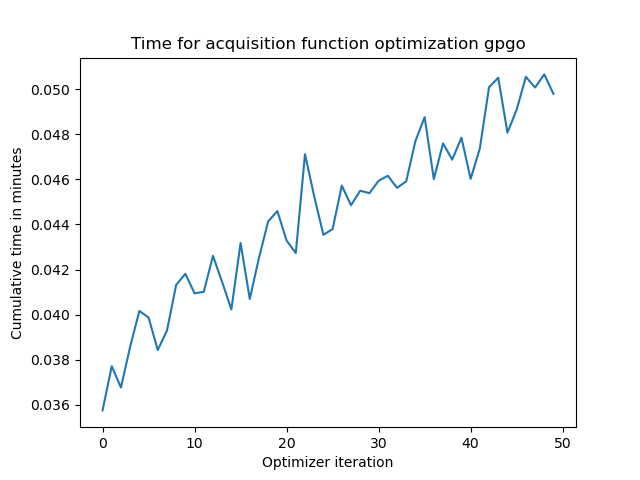 Time for acquisition function optimization gpgo
0.050
0.048
0.046
0.044
0.042
0.040
0.038
0.036
Cumulative time in minutes
0 10 20 30 40 50
Optimizer iteration